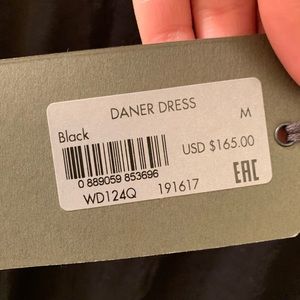 DANER DRESS
Black M
USD $165.00
0 889059 853696
WD124Q 191617 EAC